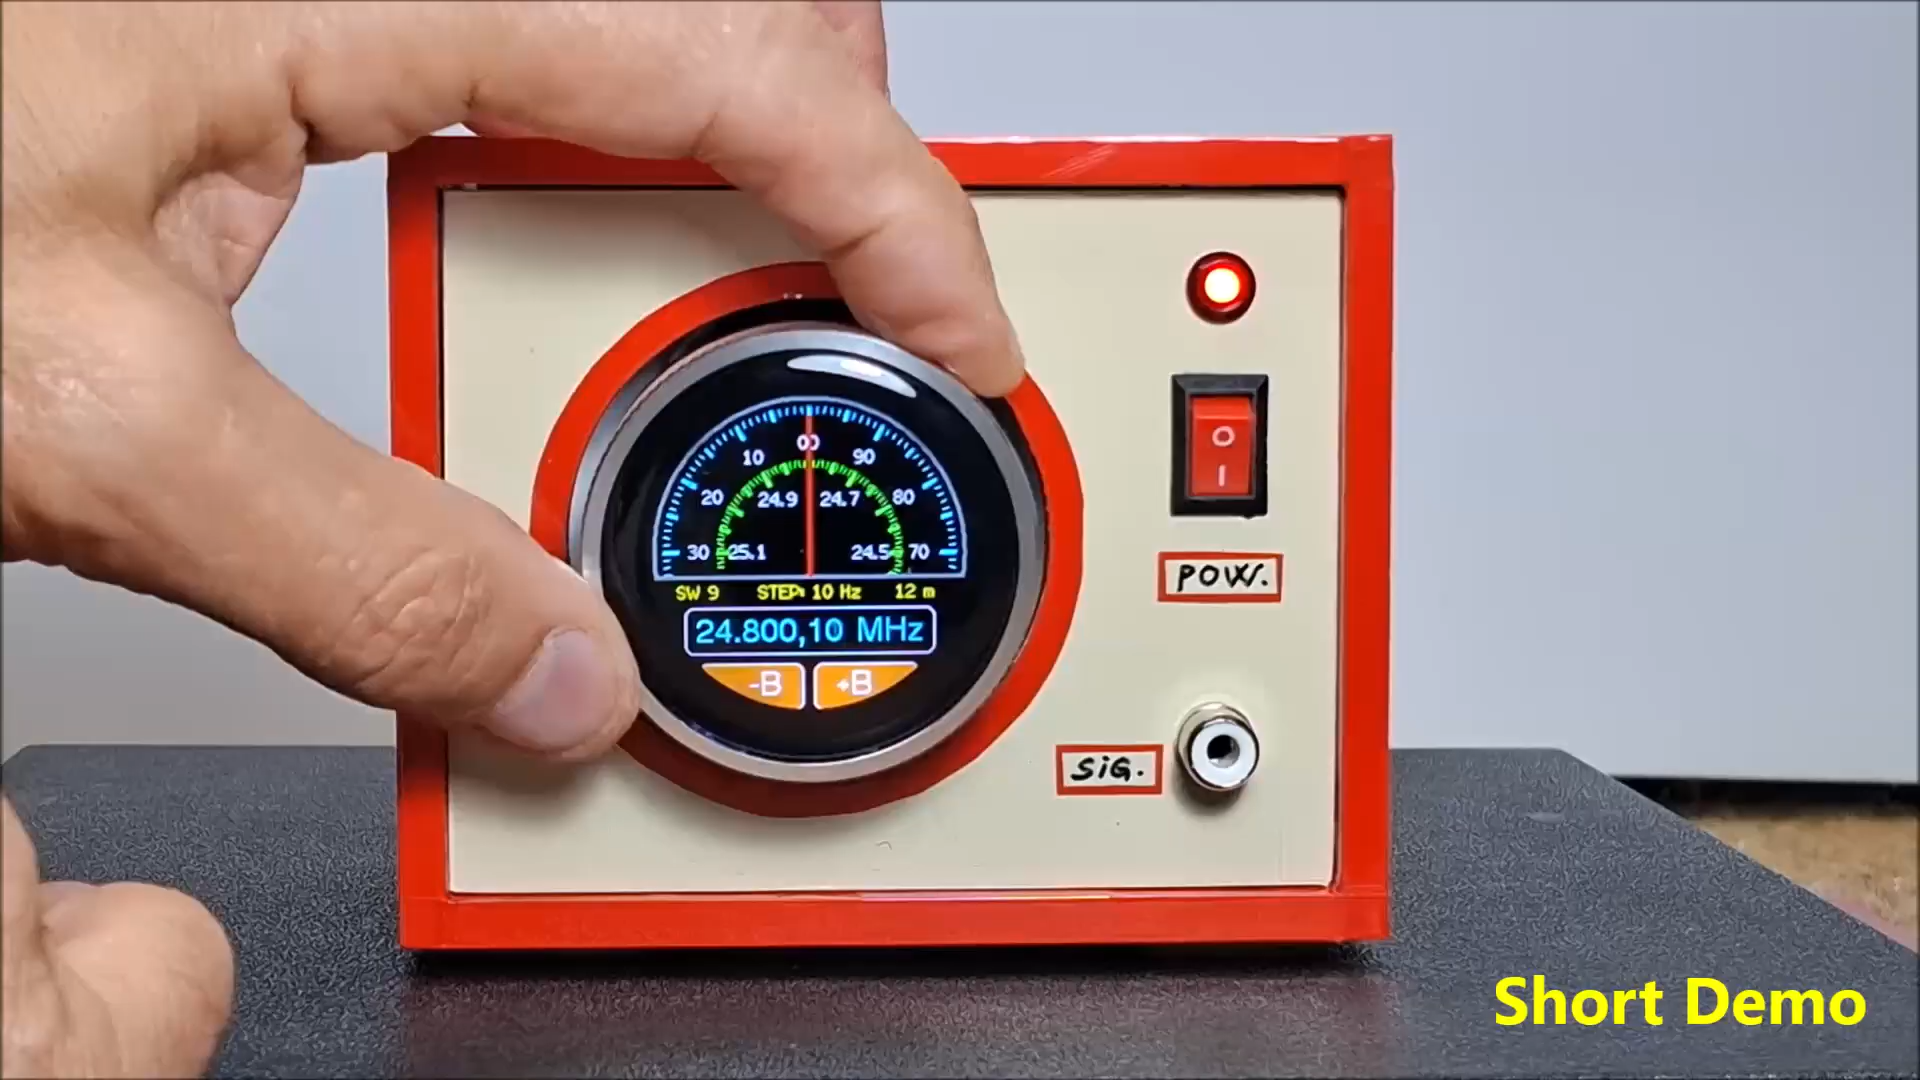 00
10 90
20 24.9 24.7 80
30 25.1 24.5 70
SW 9 STEP: 10 Hz 12 m
24.800,10 MHz
-B +B
O
I
POW.
SIG.
Short Demo